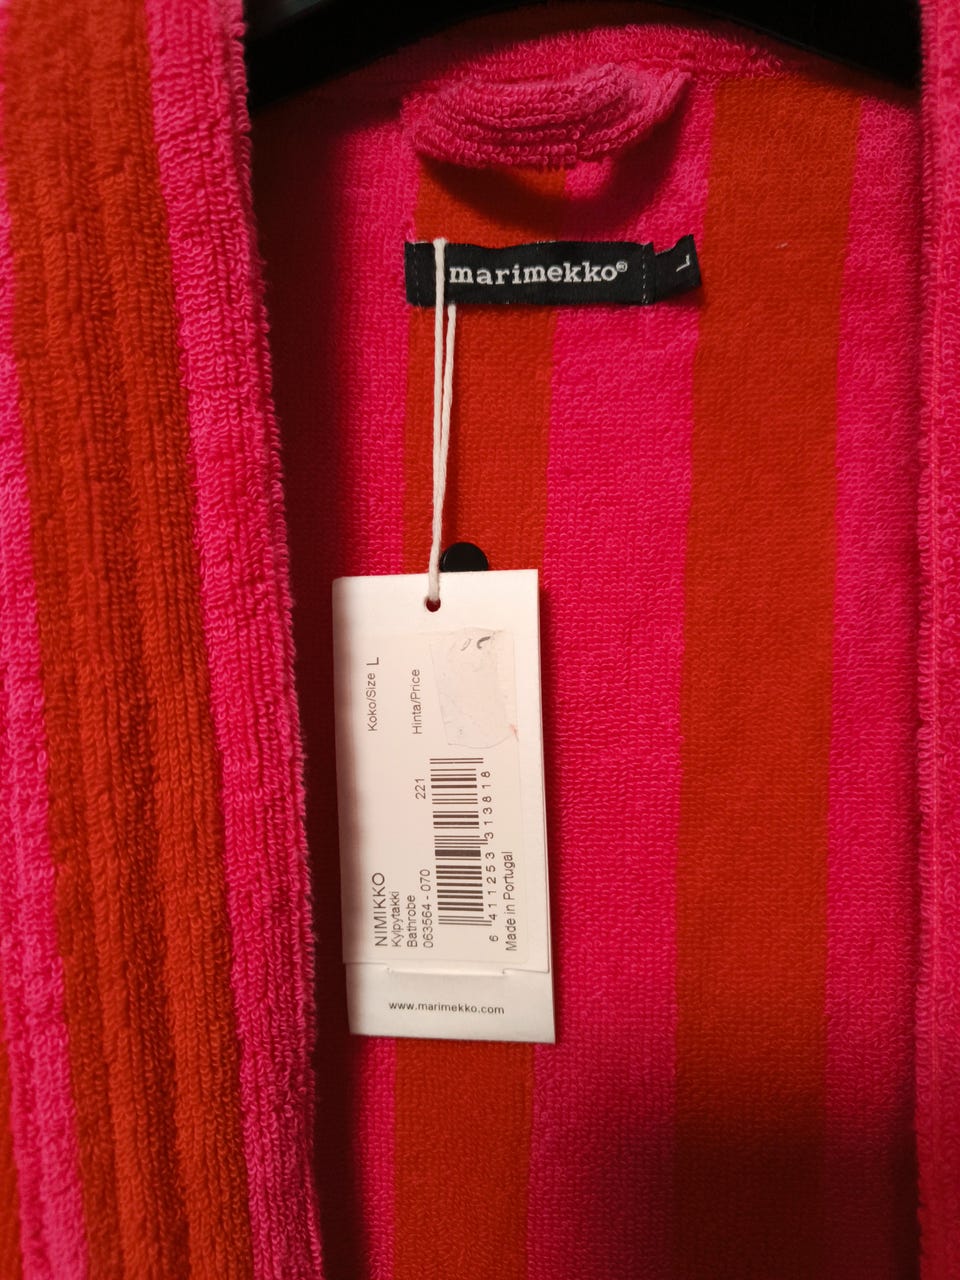 marimekko®
L
Koko/Size L
Hinta/Price
221
NIMIKKO
Kylpytakki
Bathrobe
063564 - 070
6 411253 313818
Made in Portugal
www.marimekko.com